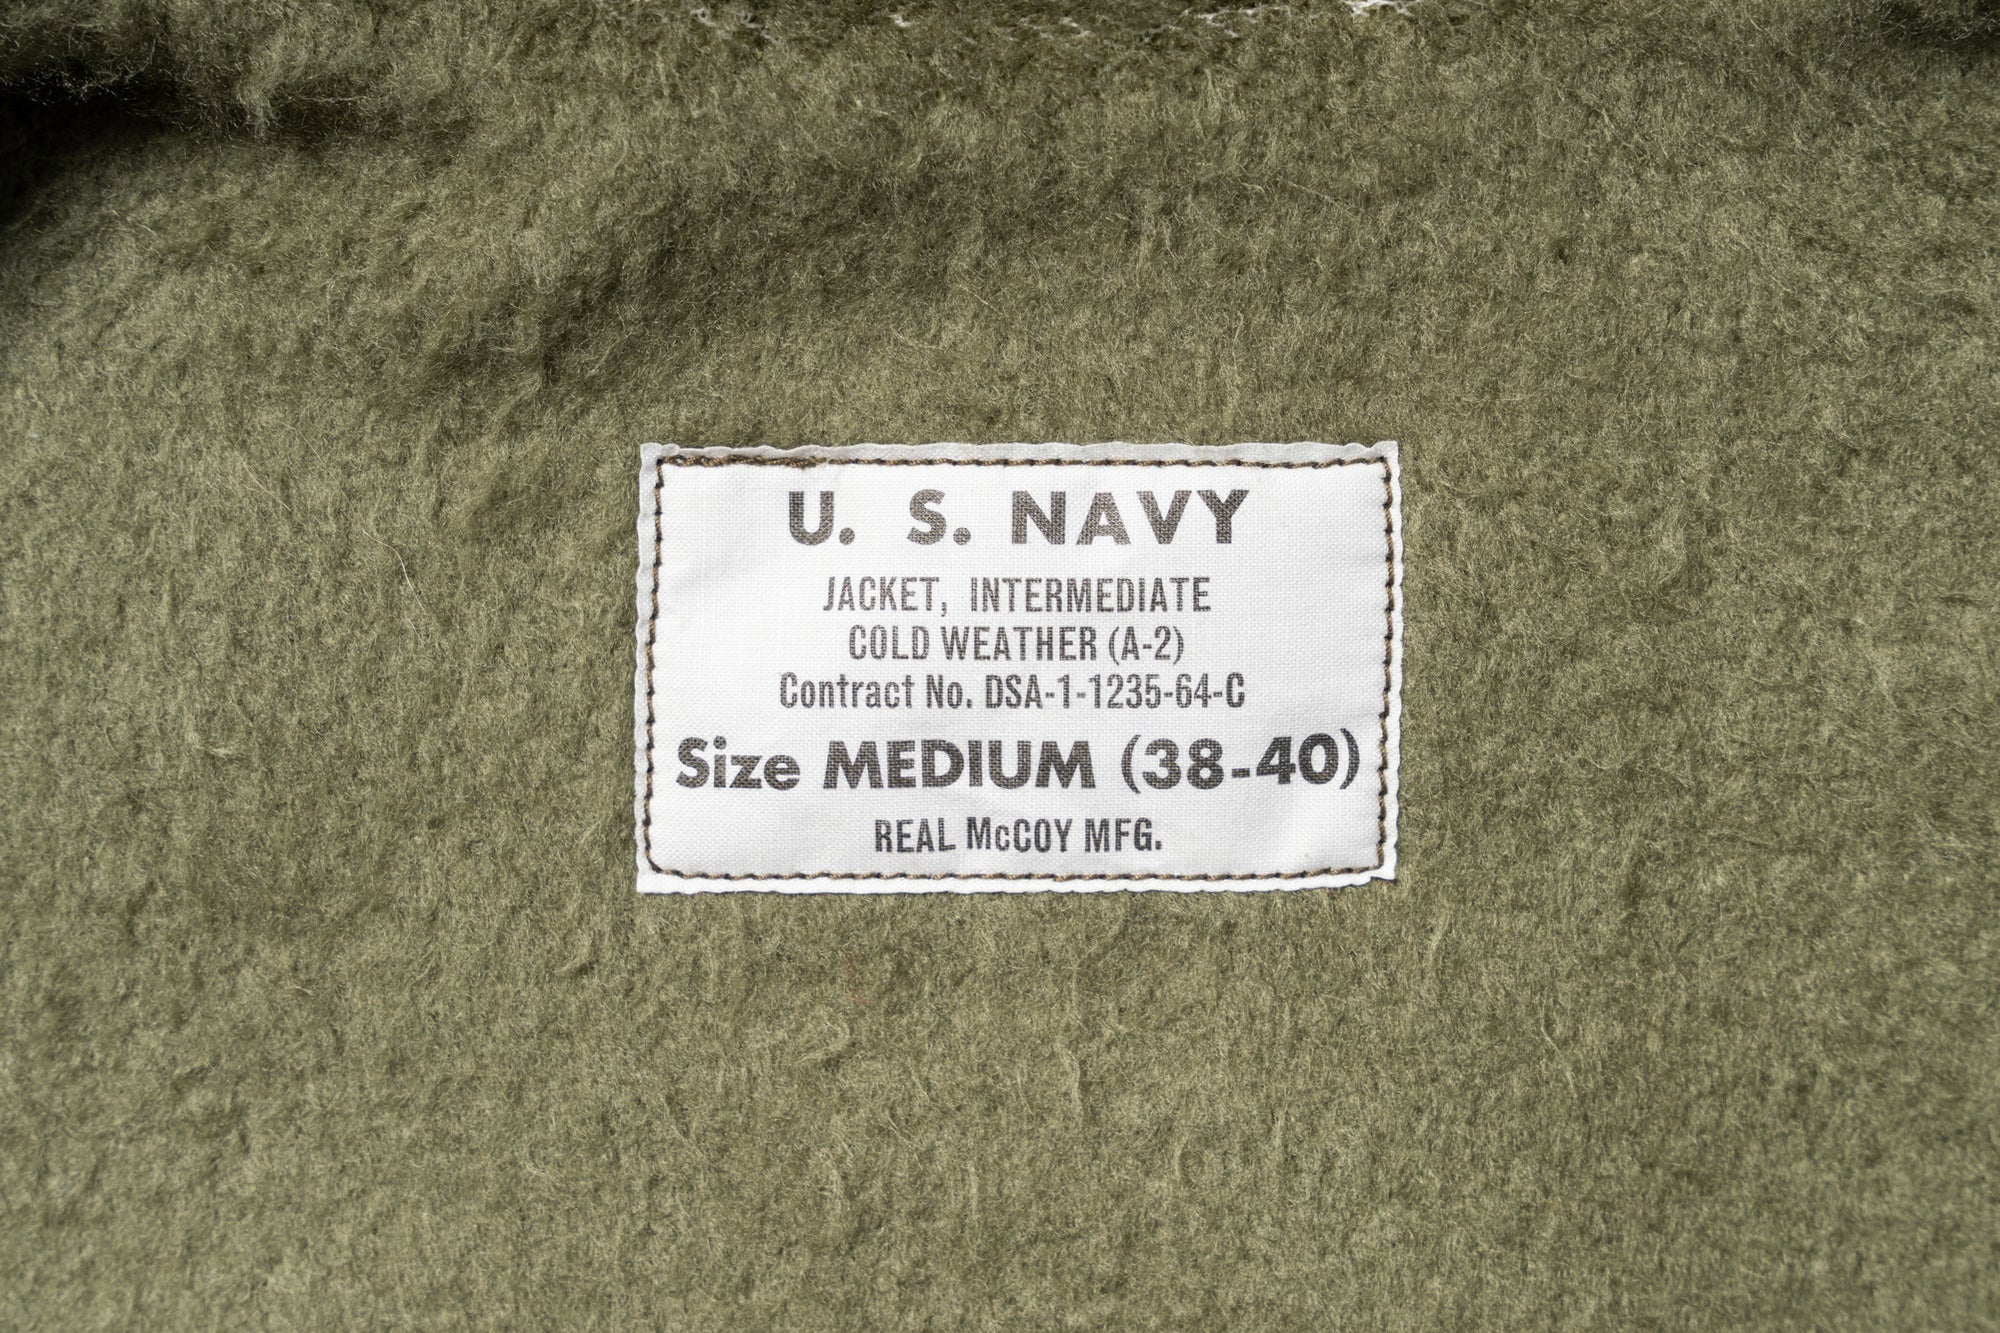 U. S. NAVY
JACKET, INTERMEDIATE
COLD WEATHER (A-2)
Contract No. DSA-1-1235-64-C
Size MEDIUM (38-40)
REAL McCOY MFG.